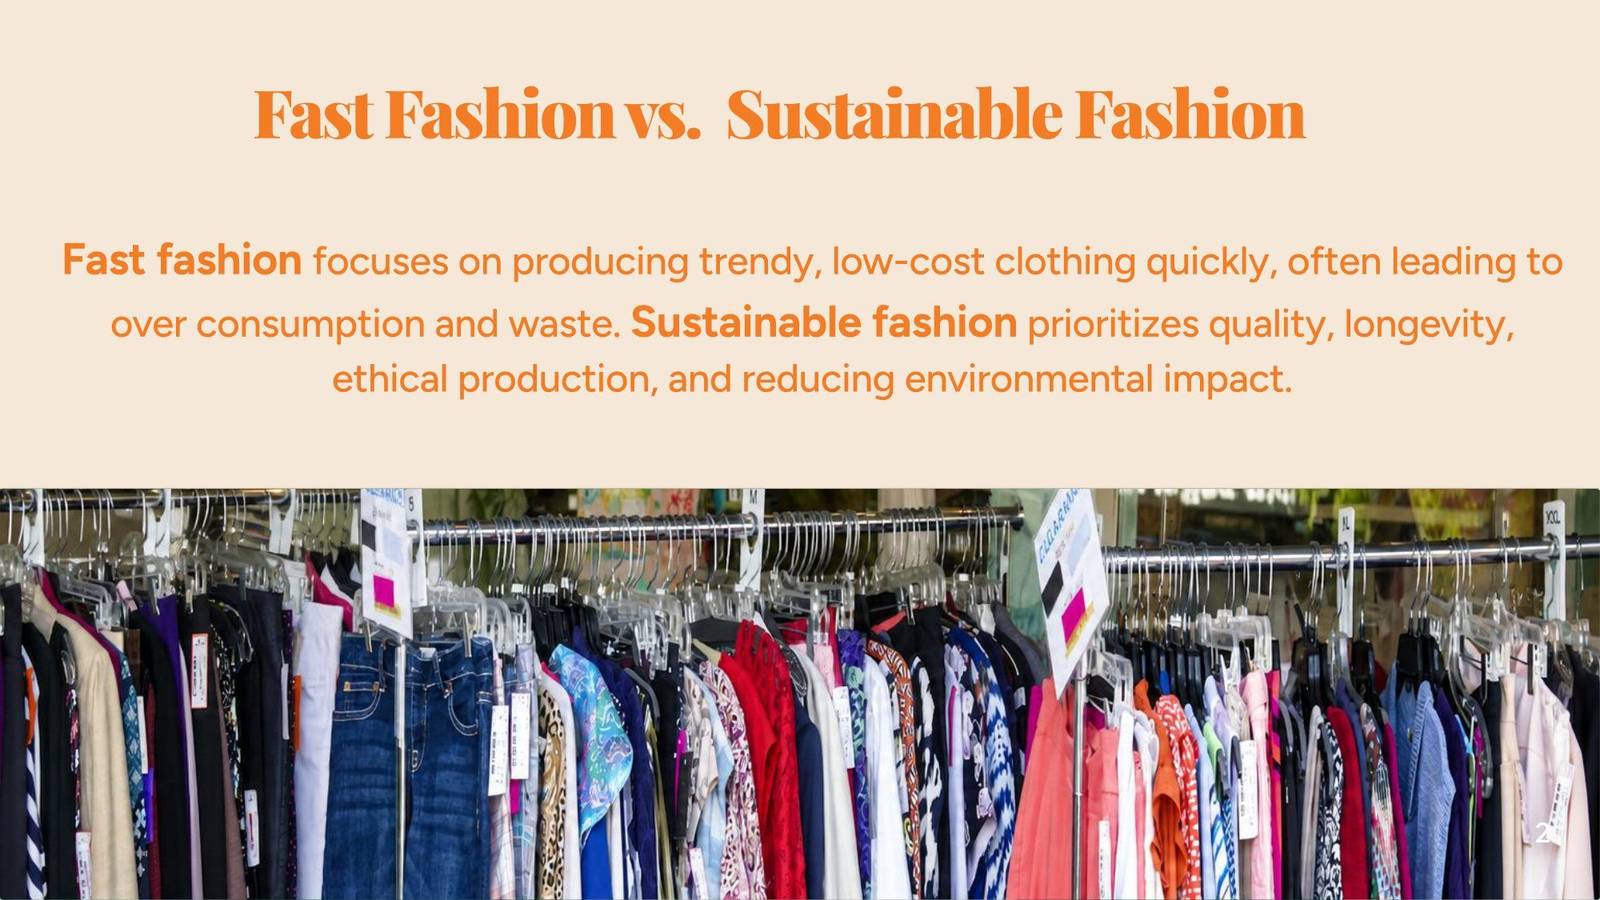 Fast Fashion vs. Sustainable Fashion
Fast fashion focuses on producing trendy, low-cost clothing quickly, often leading to
over consumption and waste. Sustainable fashion prioritizes quality, longevity,
ethical production, and reducing environmental impact.
M
XXL
CLEARANCE
2